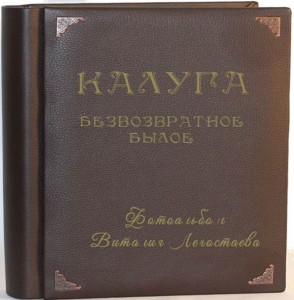 КАЛУГА
БЕЗВОЗВРАТНОЕ
БЫЛОЕ
Фотоальбом
Виталия Легостаева